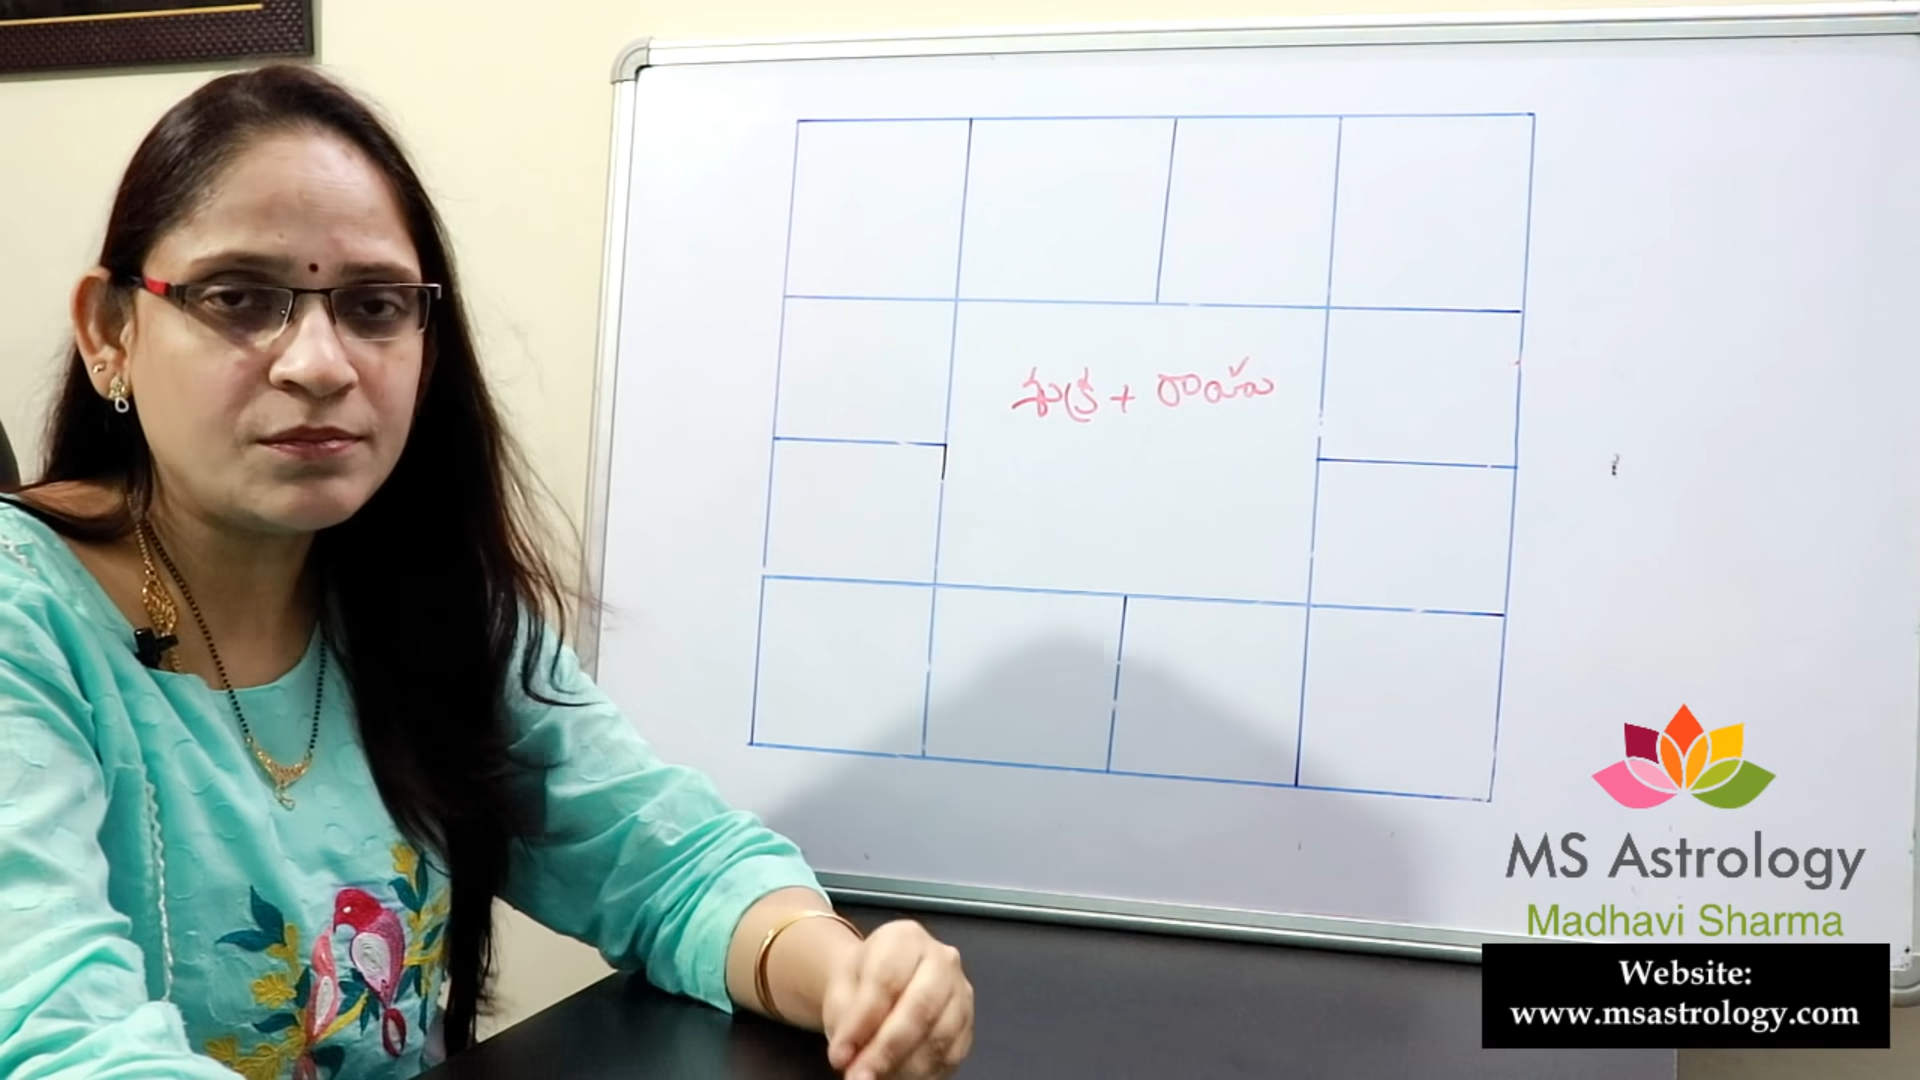 శుక్ర + రాహు
MS Astrology
Madhavi Sharma
Website:
www.msastrology.com